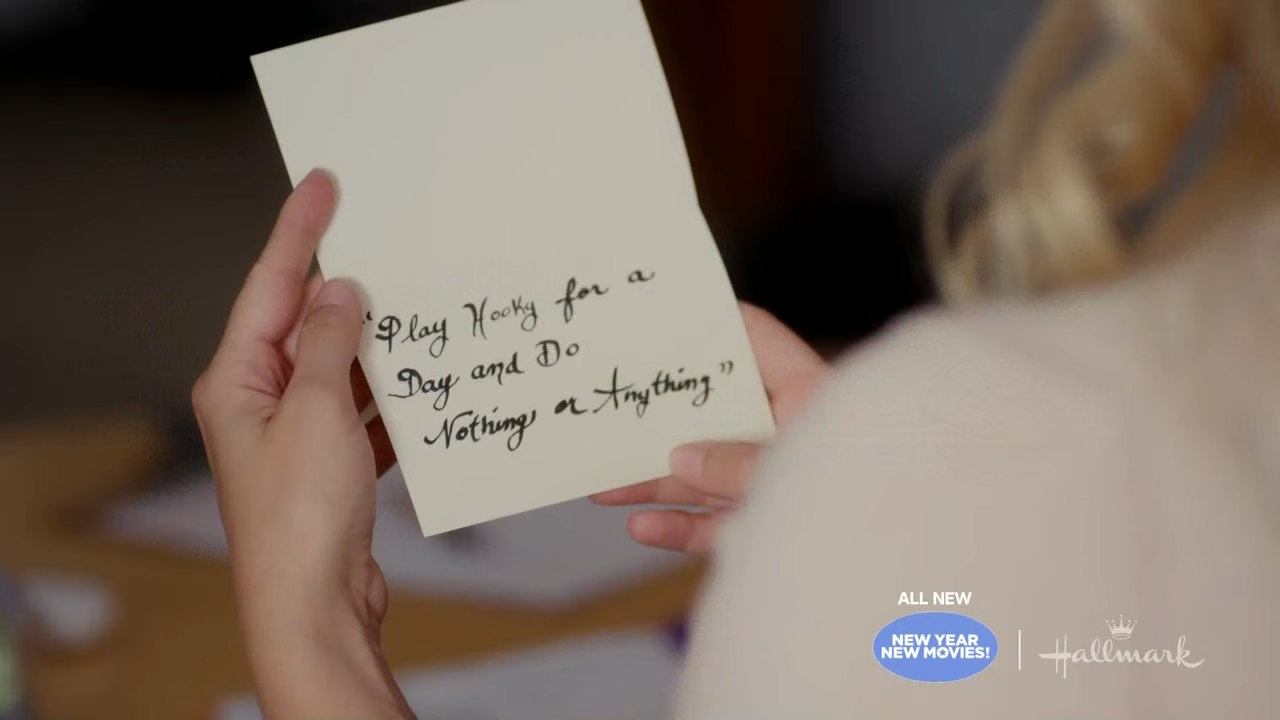 “Play Hooky for a
Day and Do
Nothing or Anything”
ALL NEW
NEW YEAR
NEW MOVIES!
Hallmark